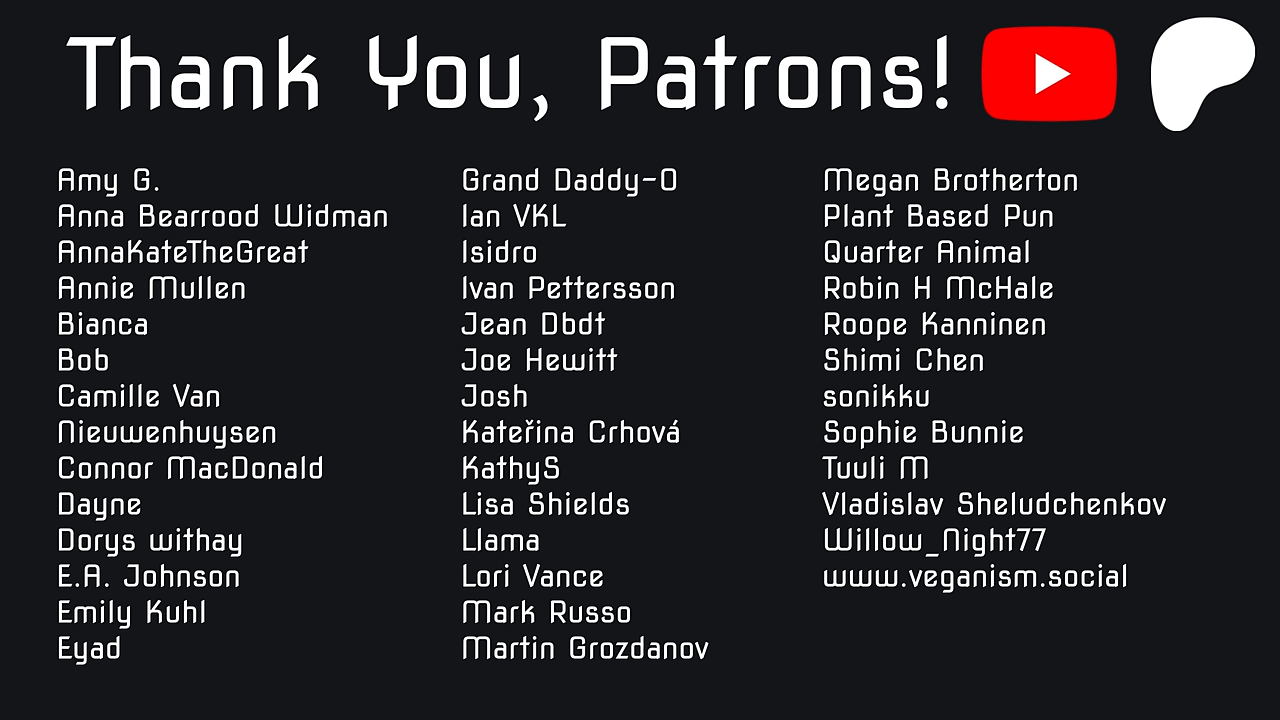 Thank You, Patrons!
Amy G.
Anna Bearrood Widman
AnnaKateTheGreat
Annie Mullen
Bianca
Bob
Camille Van
Nieuwenhuysen
Connor MacDonald
Dayne
Dorys withay
E.A. Johnson
Emily Kuhl
Eyad
Grand Daddy-O
Ian VKL
Isidro
Ivan Pettersson
Jean Dbdt
Joe Hewitt
Josh
Kateřina Crhová
KathyS
Lisa Shields
Llama
Lori Vance
Mark Russo
Martin Grozdanov
Megan Brotherton
Plant Based Pun
Quarter Animal
Robin H McHale
Roope Kanninen
Shimi Chen
sonikku
Sophie Bunnie
Tuuli M
Vladislav Sheludchenkov
Willow_Night77
www.veganism.social